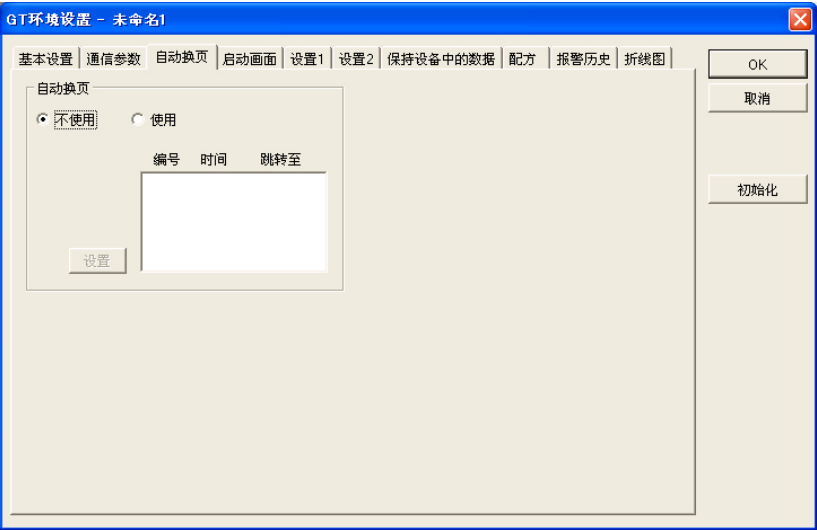 GT环境设置 - 未命名1
基本设置 通信参数 自动换页 启动画面 设置1 设置2 保持设备中的数据 配方 报警历史 折线图
OK
取消
初始化
自动换页
不使用 使用
编号 时间 跳转至
设置